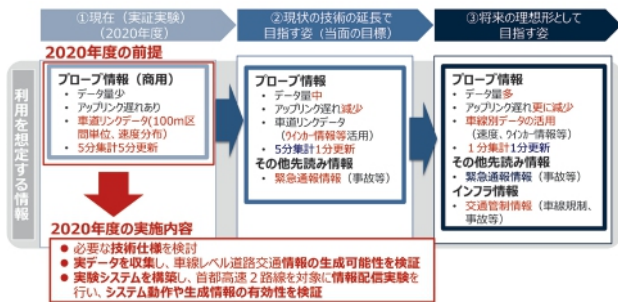 ①現在（実証実験）
（2020年度）
②現状の技術の延長で
目指す姿（当面の目標）
③将来の理想形として
目指す姿
2020年度の前提
利用を想定する情報
プローブ情報（商用）
• データ量少
• アップリンク遅れあり
• 車道リンクデータ(100m区
間単位、速度分布)
• 5分集計5分更新
プローブ情報
• データ量中
• アップリンク遅れ減少
• 車道リンクデータ
（ウインカー情報等活用）
• 5分集計1分更新
その他先読み情報
• 緊急通報情報（事故等）
プローブ情報
• データ量多
• アップリンク遅れ更に減少
• 車線別データの活用
（速度、ウインカー情報等）
• 1分集計1分更新
その他先読み情報
• 緊急通報情報（事故等）
インフラ情報
• 交通管制情報（車線規制、
事故等）
2020年度の実施内容
● 必要な技術仕様を検討
● 実データを収集し、車線レベル道路交通情報の生成可能性を検証
● 実験システムを構築し、首都高速２路線を対象に情報配信実験を
行い、システム動作や生成情報の有効性を検証